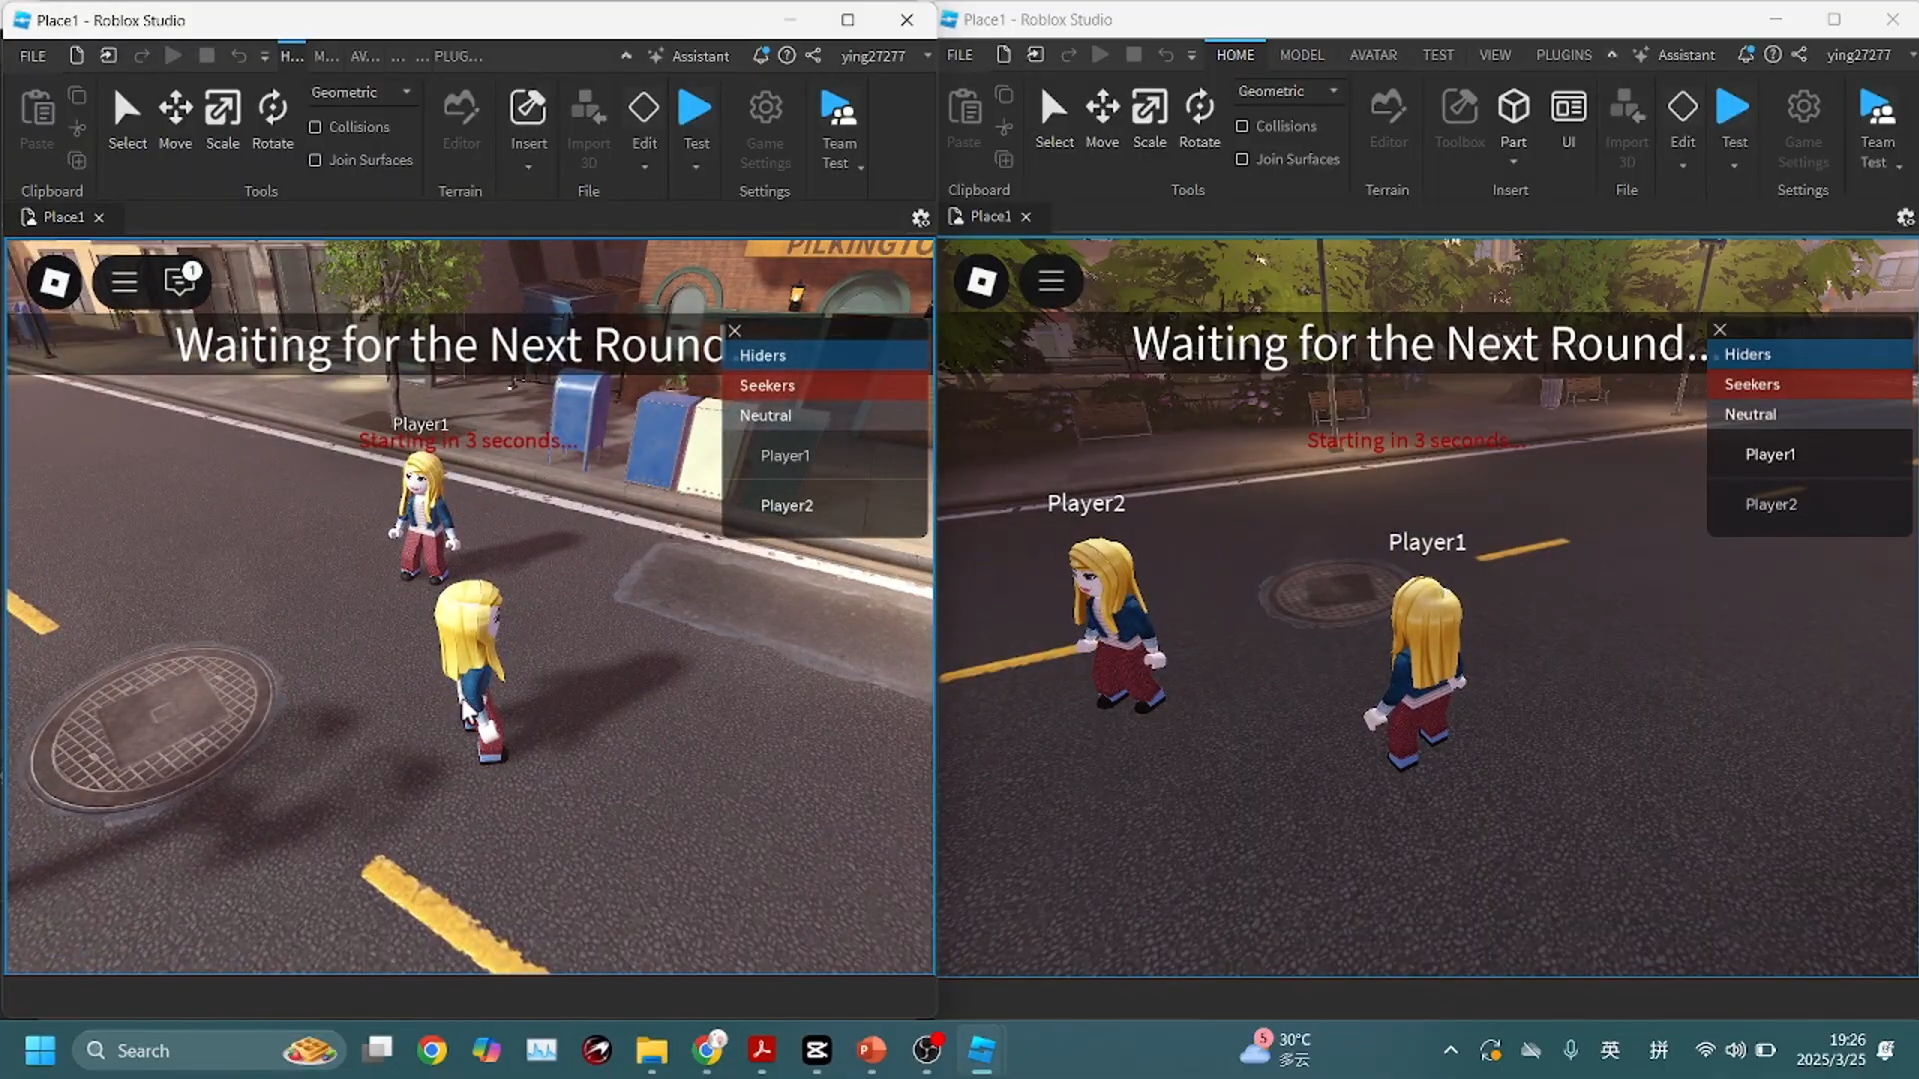 Place1 - Roblox Studio
FILE
H...
M...
AV...
...
...
PLUG...
Assistant
ying27277
Paste
Select
Move
Scale
Rotate
Geometric
Collisions
Join Surfaces
Editor
Insert
Import
3D
Edit
Test
Game
Settings
Team
Test
Clipboard
Tools
Terrain
File
Settings
Place1
PILKINGTO
1
Waiting for the Next Round
Hiders
Seekers
Neutral
Player1
Player2
Player1
Starting in 3 seconds...
Place1 - Roblox Studio
FILE
HOME
MODEL
AVATAR
TEST
VIEW
PLUGINS
Assistant
ying27277
Paste
Select
Move
Scale
Rotate
Geometric
Collisions
Join Surfaces
Editor
Toolbox
Part
UI
Import
3D
Edit
Test
Game
Settings
Team
Test
Clipboard
Tools
Terrain
Insert
File
Settings
Place1
Waiting for the Next Round...
Hiders
Seekers
Neutral
Player1
Player2
Starting in 3 seconds...
Player2
Player1
Search
5
30°C
多云
英
拼
19:26
2025/3/25